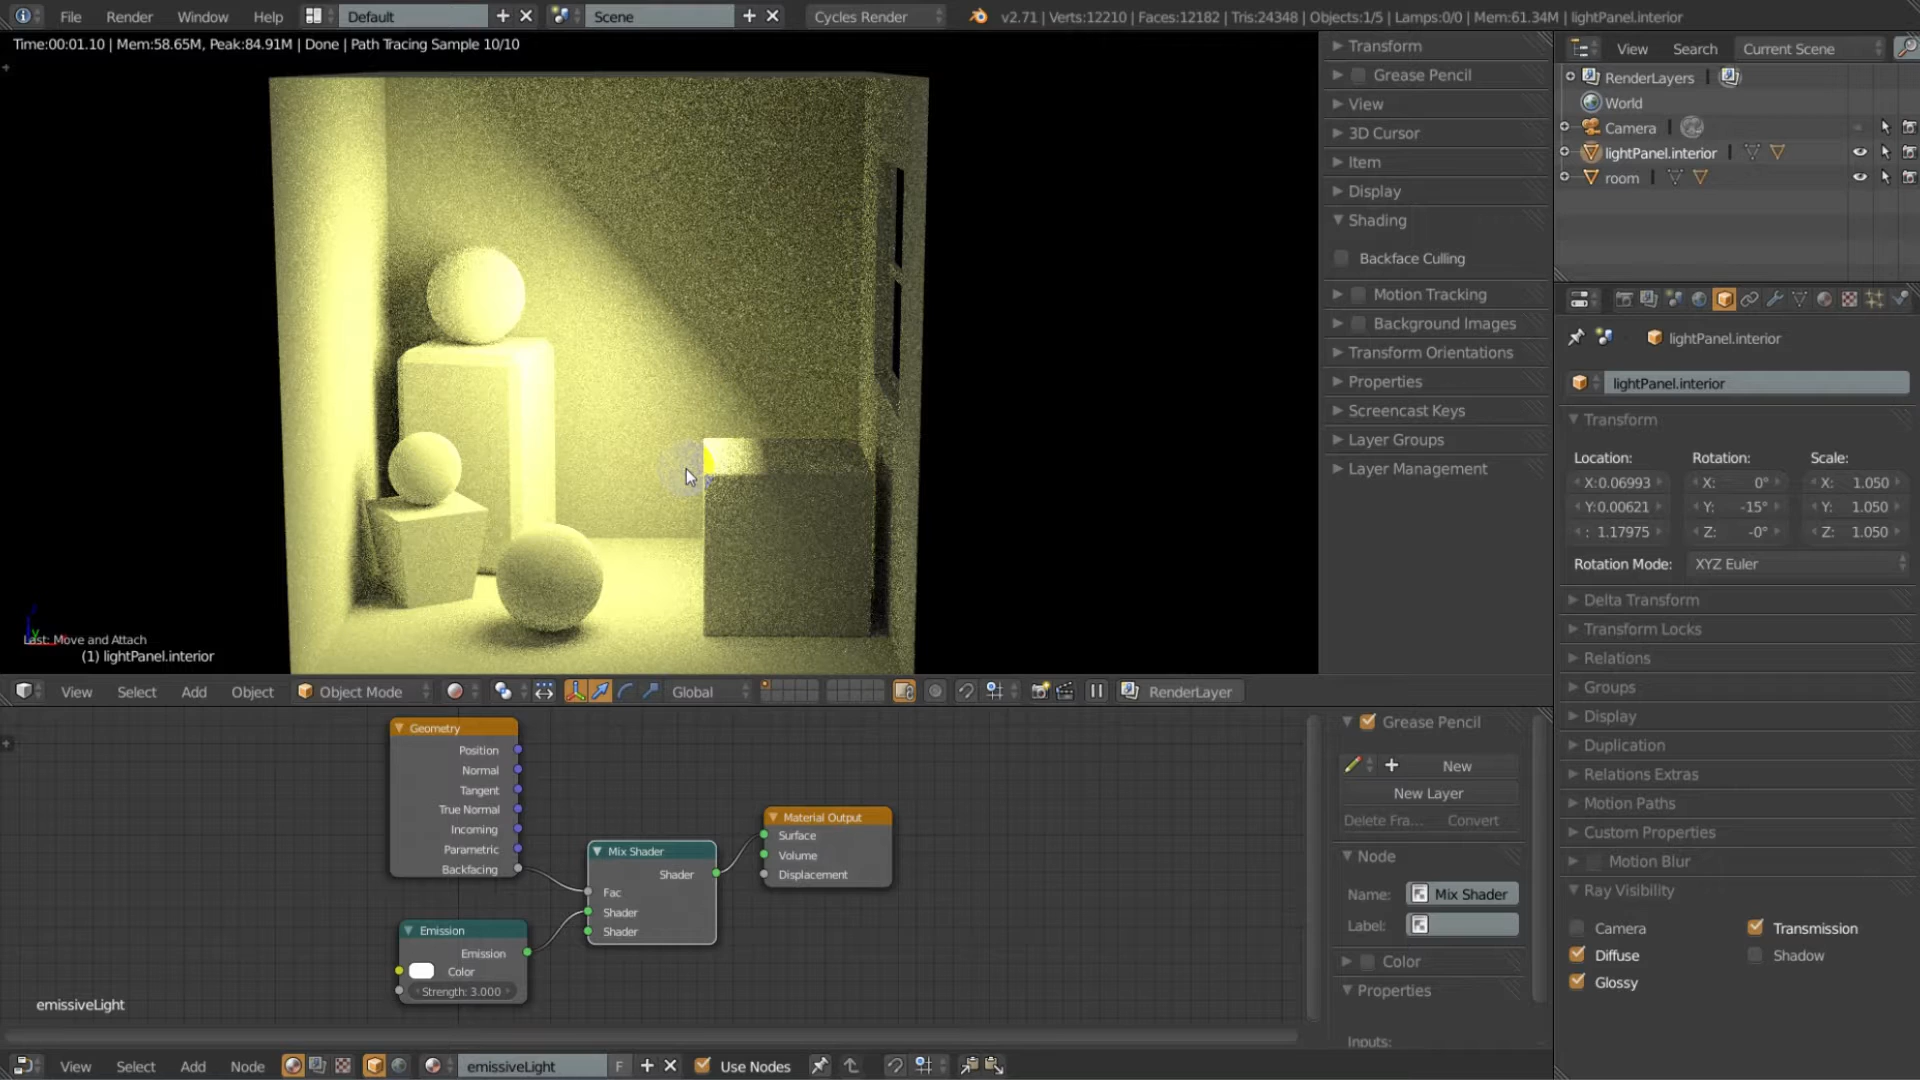 File Render Window Help Default Scene Cycles Render v2.71 | Verts:12210 | Faces:12182 | Tris:24348 | Objects:1/5 | Lamps:0/0 | Mem:61.34M | lightPanel.interior
Time:00:01.10 | Mem:58.65M, Peak:84.91M | Done | Path Tracing Sample 10/10
Last: Move and Attach
(1) lightPanel.interior
Transform
Grease Pencil
View
3D Cursor
Item
Display
Shading
Backface Culling
Motion Tracking
Background Images
Transform Orientations
Properties
Screencast Keys
Layer Groups
Layer Management
View Search Current Scene
RenderLayers
World
Camera
lightPanel.interior
room
lightPanel.interior
lightPanel.interior
Transform
Location: Rotation: Scale:
X:0.06993 X: 0° X: 1.050
Y:0.00621 Y: -15° Y: 1.050
: 1.17975 Z: -0° Z: 1.050
Rotation Mode: XYZ Euler
Delta Transform
Transform Locks
Relations
Groups
Display
Duplication
Relations Extras
Motion Paths
Custom Properties
Motion Blur
Ray Visibility
Camera Transmission
Diffuse Shadow
Glossy
View Select Add Object Object Mode Global RenderLayer
Geometry
Position
Normal
Tangent
True Normal
Incoming
Parametric
Backfacing
Emission
Emission
Color
Strength: 3.000
Mix Shader
Shader
Fac
Shader
Shader
Material Output
Surface
Volume
Displacement
emissiveLight
Grease Pencil
New
New Layer
Delete Fra... Convert
Node
Name: Mix Shader
Label:
Color
Properties
Inputs:
View Select Add Node emissiveLight F Use Nodes